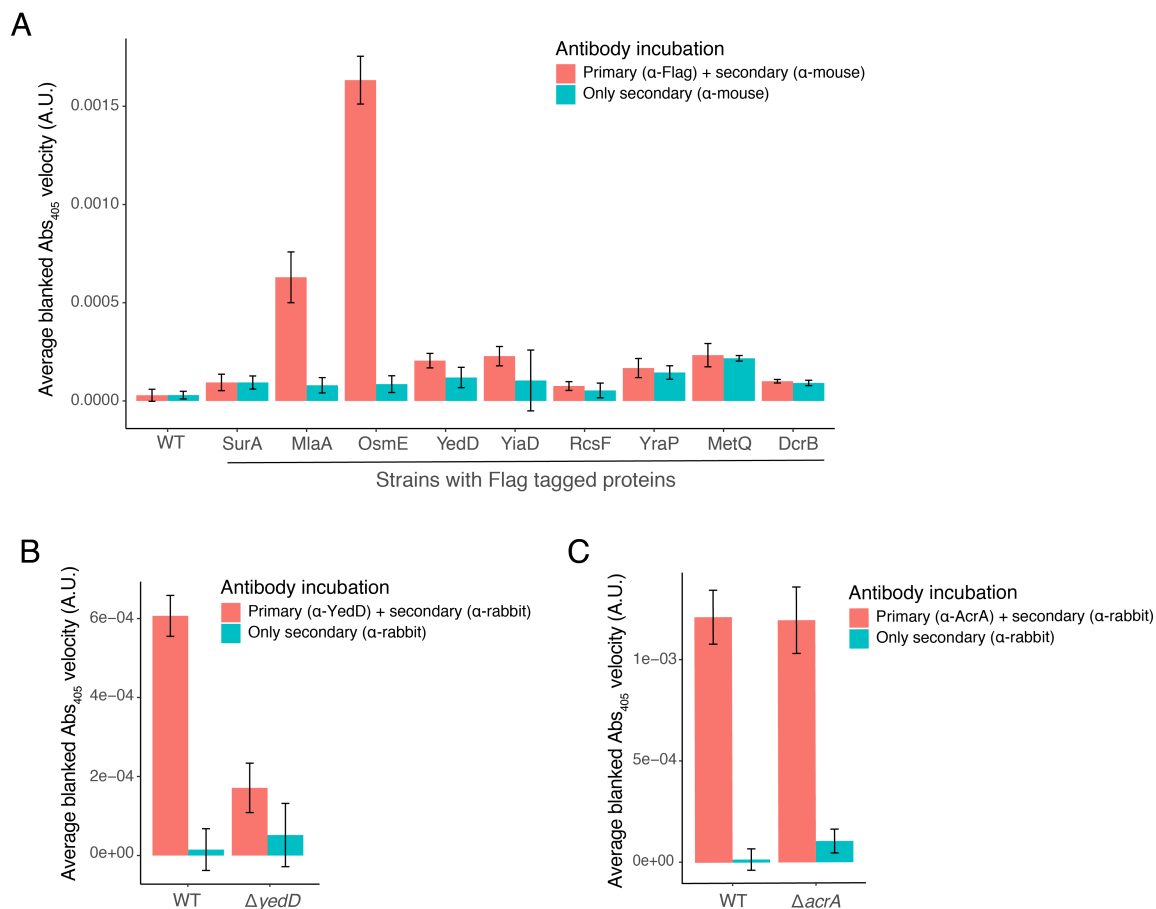 A
Antibody incubation
Primary (α-Flag) + secondary (α-mouse)
Only secondary (α-mouse)
Average blanked Abs405 velocity (A.U.)
0.0015
0.0010
0.0005
0.0000
WT SurA MlaA OsmE YedD YiaD RcsF YraP MetQ DcrB
Strains with Flag tagged proteins
B
Antibody incubation
Primary (α-YedD) + secondary (α-rabbit)
Only secondary (α-rabbit)
Average blanked Abs405 velocity (A.U.)
6e−04
4e−04
2e−04
0e+00
WT ΔyedD
C
Antibody incubation
Primary (α-AcrA) + secondary (α-rabbit)
Only secondary (α-rabbit)
Average blanked Abs405 velocity (A.U.)
1e−03
5e−04
0e+00
WT ΔacrA